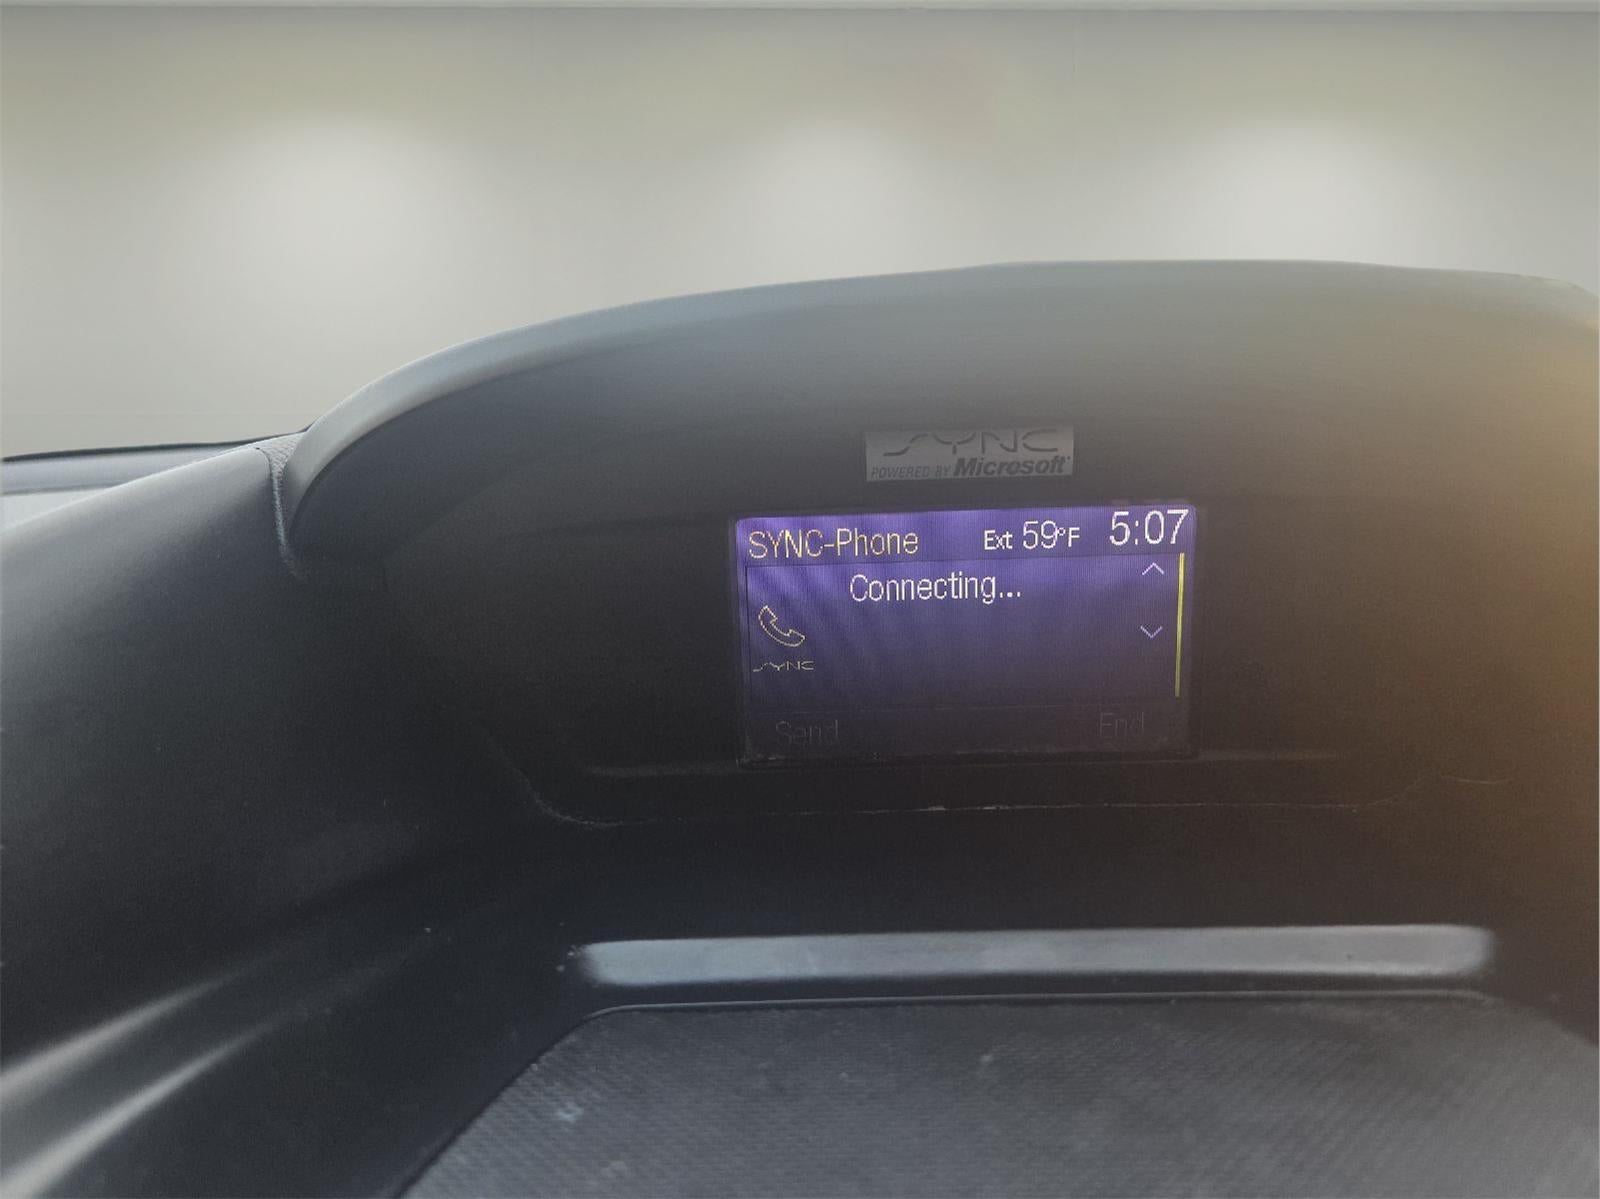 SYNC
POWERED BY Microsoft
SYNC-Phone Ext 59°F 5:07
Connecting...
SYNC
Send End